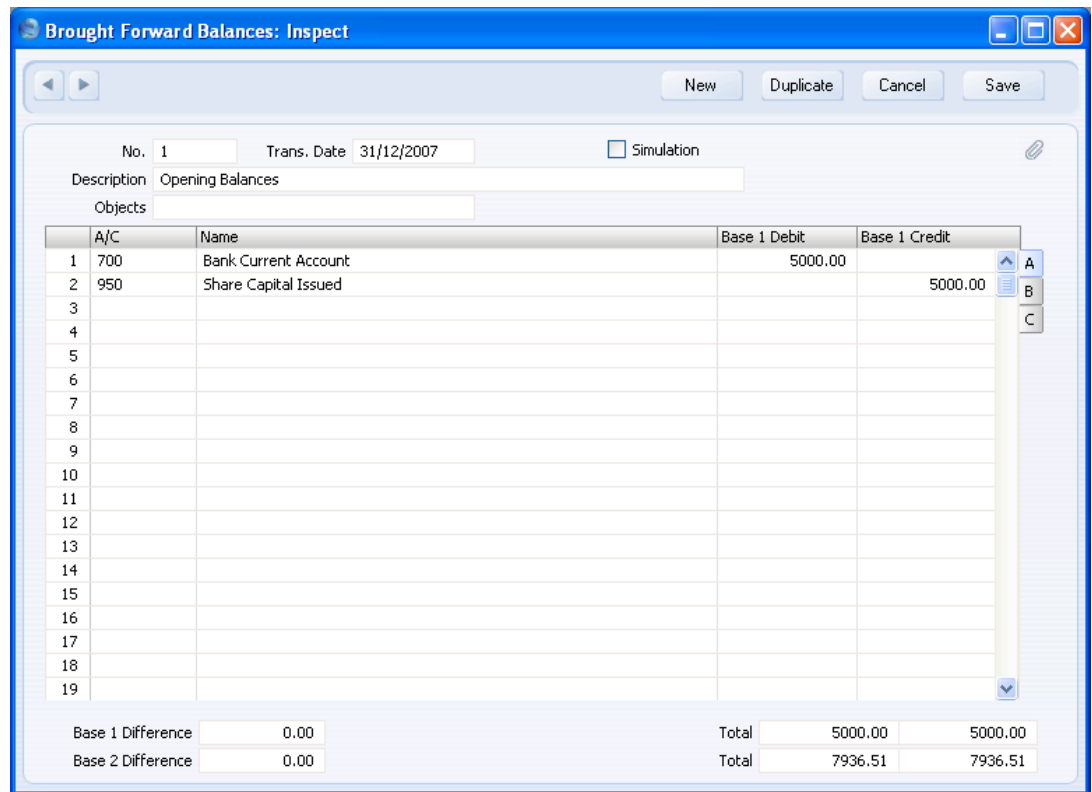 Brought Forward Balances: Inspect
New Duplicate Cancel Save
No. 1 Trans. Date 31/12/2007 Simulation
Description Opening Balances
Objects
A/C Name Base 1 Debit Base 1 Credit
1 700 Bank Current Account 5000.00 A
2 950 Share Capital Issued 5000.00 B
3 C
4
5
6
7
8
9
10
11
12
13
14
15
16
17
18
19
Base 1 Difference 0.00 Total 5000.00 5000.00
Base 2 Difference 0.00 Total 7936.51 7936.51